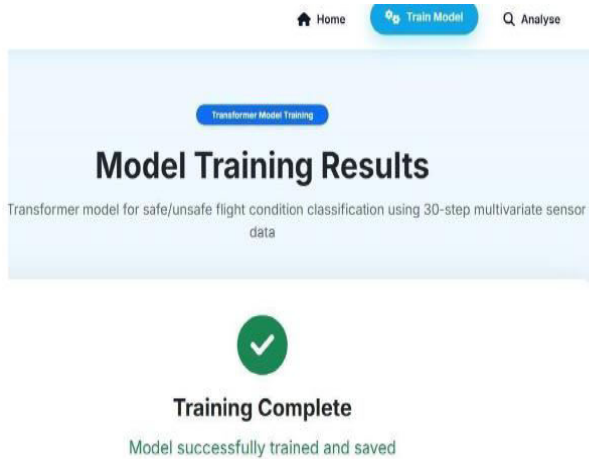 Home Train Model Analyse
Transformer Model Training
Model Training Results
Transformer model for safe/unsafe flight condition classification using 30-step multivariate sensor
data
Training Complete
Model successfully trained and saved